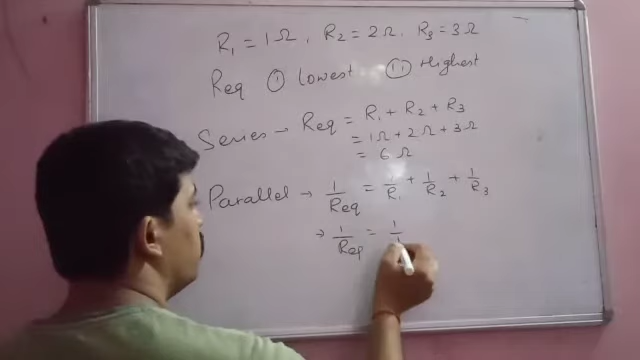 R1 = 1Ω, R2 = 2Ω, R3 = 3Ω
Req (i) Lowest (ii) Highest
Series → Req = R1 + R2 + R3
= 1Ω + 2Ω + 3Ω
= 6Ω
Parallel → 1/Req = 1/R1 + 1/R2 + 1/R3
→ 1/Req = 1/1